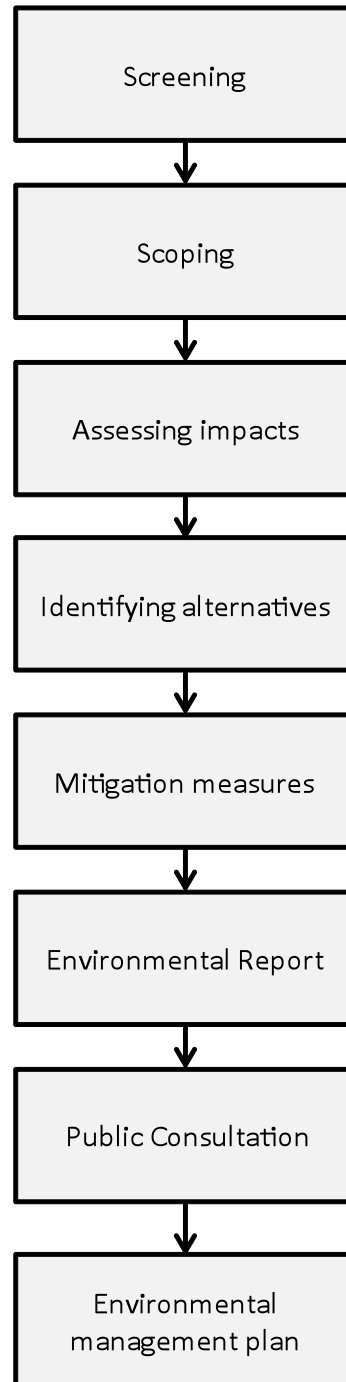 Screening
Scoping
Assessing impacts
Identifying alternatives
Mitigation measures
Environmental Report
Public Consultation
Environmental
management plan